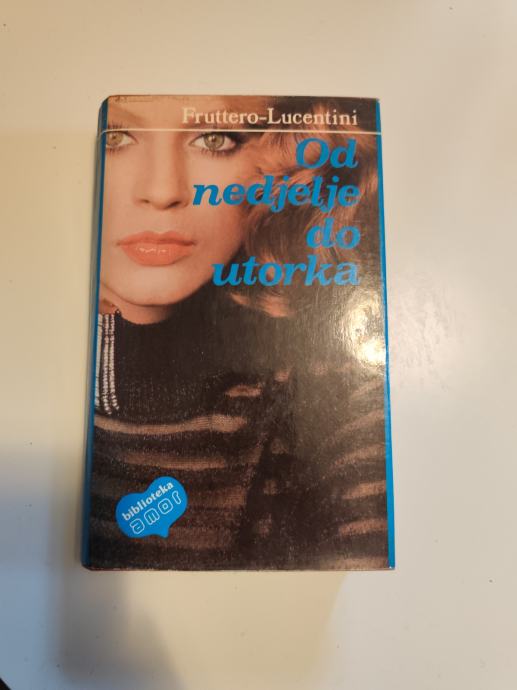 Fruttero-Lucentini
Od
nedjelje
do
utorka
biblioteka
amor